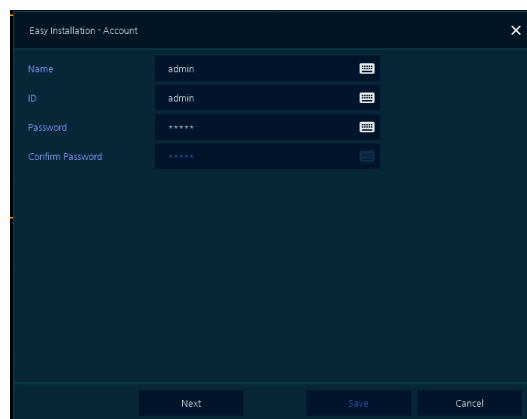 Easy Installation - Account
Name admin
ID admin
Password *****
Confirm Password *****
Next Save Cancel